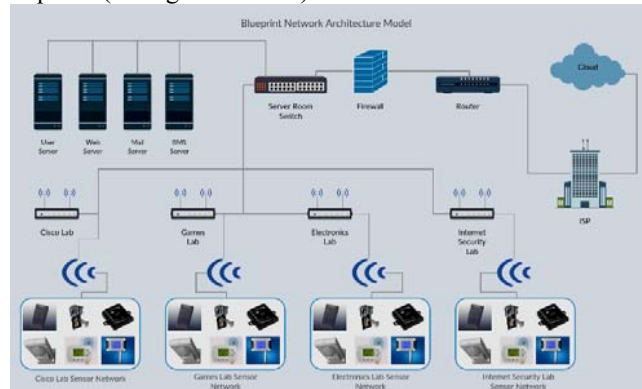 Blueprint Network Architecture Model
Cloud
Server Room
Switch
Firewall
Router
User
Server
Web
Server
Mail
Server
BMS
Server
ISP
Cisco Lab
Games
Lab
Electronics
Lab
Internet
Security
Lab
Cisco Lab Sensor Network
Games Lab Sensor
Network
Electronics Lab Sensor
Network
Internet Security Lab
Sensor Network